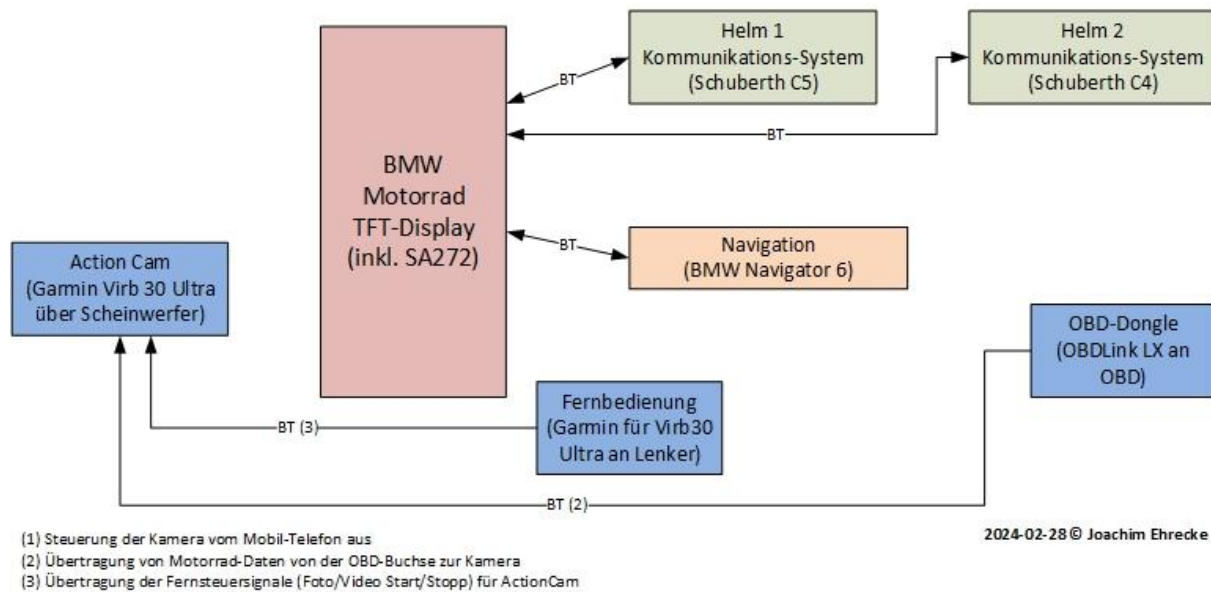 Helm 1
Kommunikations-System
(Schuberth C5)
Helm 2
Kommunikations-System
(Schuberth C4)
BT
BT
BMW
Motorrad
TFT-Display
(inkl. SA272)
BT
Navigation
(BMW Navigator 6)
Action Cam
(Garmin Virb 30 Ultra
über Scheinwerfer)
OBD-Dongle
(OBDLink LX an
OBD)
Fernbedienung
(Garmin für Virb30
Ultra an Lenker)
BT (3)
BT (2)
(1) Steuerung der Kamera vom Mobil-Telefon aus
(2) Übertragung von Motorrad-Daten von der OBD-Buchse zur Kamera
(3) Übertragung der Fernsteuersignale (Foto/Video Start/Stopp) für ActionCam
2024-02-28 © Joachim Ehrecke